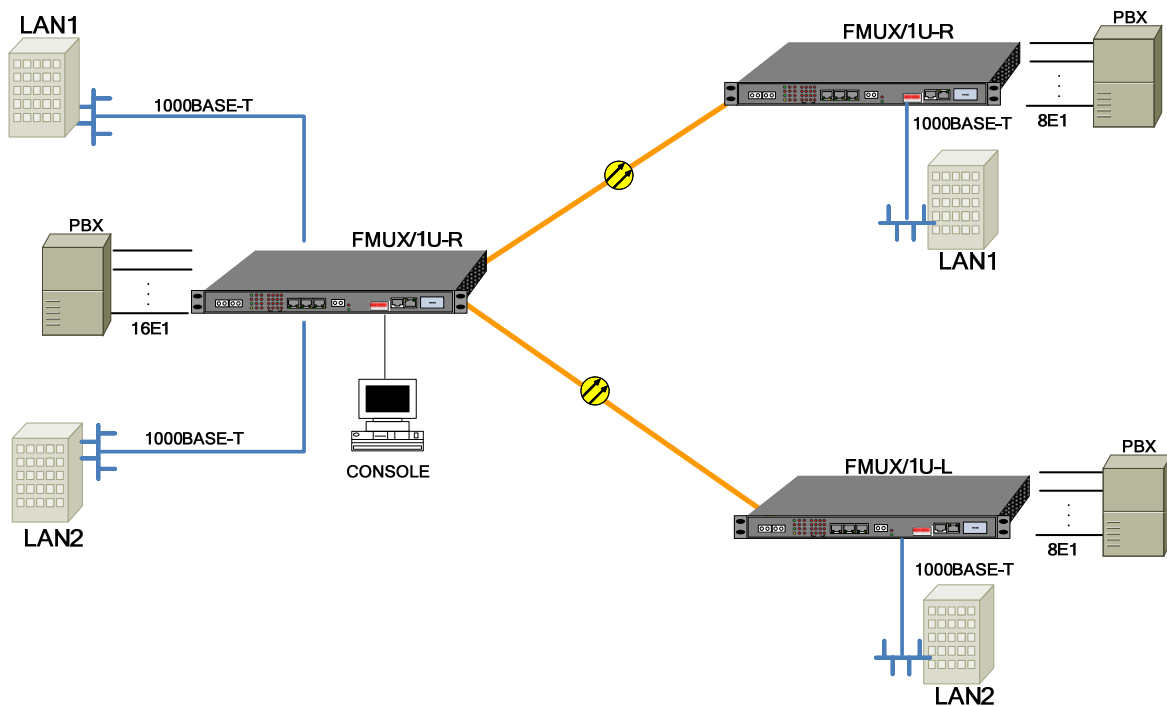 LAN1
1000BASE-T
PBX
16E1
FMUX/1U-R
1000BASE-T
LAN2
CONSOLE
FMUX/1U-R
PBX
8E1
1000BASE-T
LAN1
FMUX/1U-L
PBX
8E1
1000BASE-T
LAN2